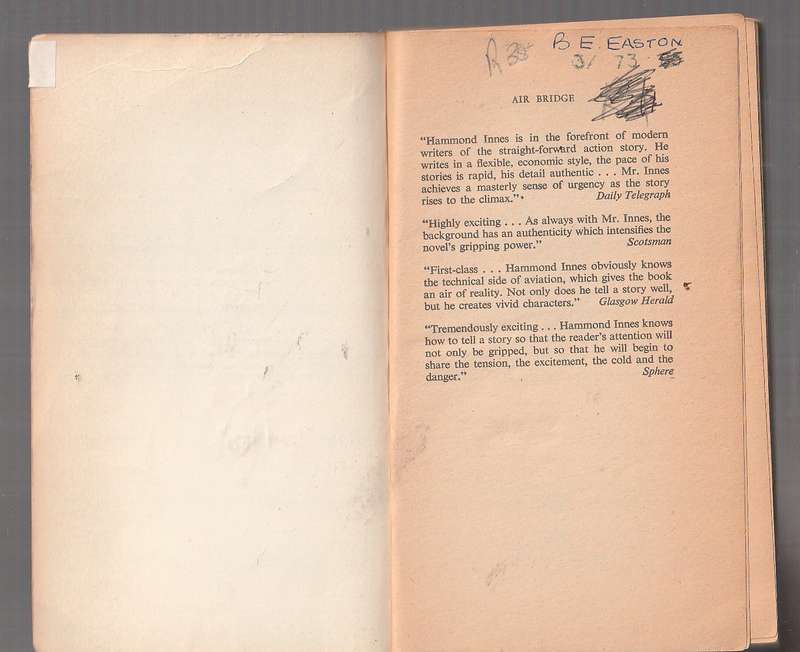 B. E. EASTON
R 38
3/ 73
AIR BRIDGE
“Hammond Innes is in the forefront of modern
writers of the straight-forward action story. He
writes in a flexible, economic style, the pace of his
stories is rapid, his detail authentic . . . Mr. Innes
achieves a masterly sense of urgency as the story
rises to the climax.” Daily Telegraph
“Highly exciting . . . As always with Mr. Innes, the
background has an authenticity which intensifies the
novel’s gripping power.” Scotsman
“First-class . . . Hammond Innes obviously knows
the technical side of aviation, which gives the book
an air of reality. Not only does he tell a story well,
but he creates vivid characters.” Glasgow Herald
“Tremendously exciting . . . Hammond Innes knows
how to tell a story so that the reader’s attention will
not only be gripped, but so that he will begin to
share the tension, the excitement, the cold and the
danger.” Sphere